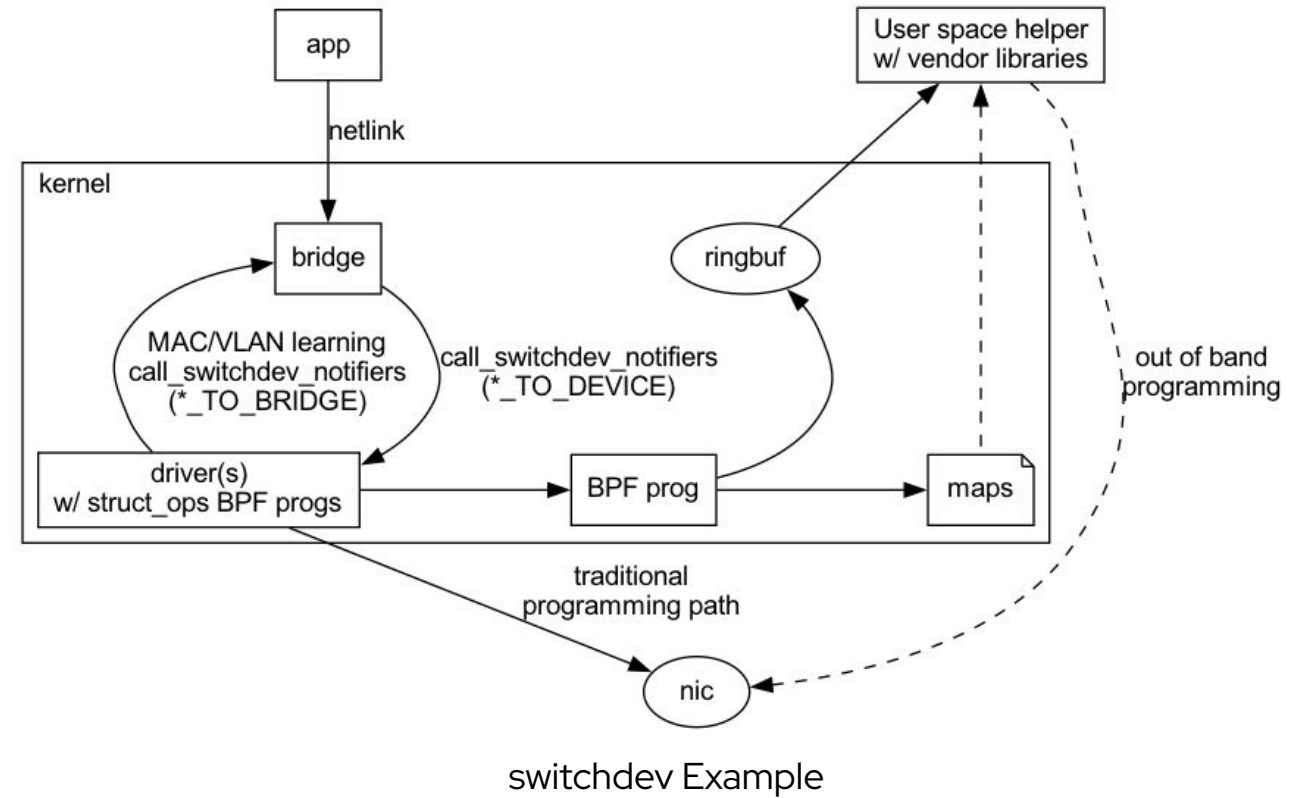 app
User space helper
w/ vendor libraries
netlink
kernel
bridge
ringbuf
MAC/VLAN learning
call_switchdev_notifiers
(*_TO_BRIDGE)
call_switchdev_notifiers
(*_TO_DEVICE)
out of band
programming
driver(s)
w/ struct_ops BPF progs
BPF prog
maps
traditional
programming path
nic
switchdev Example